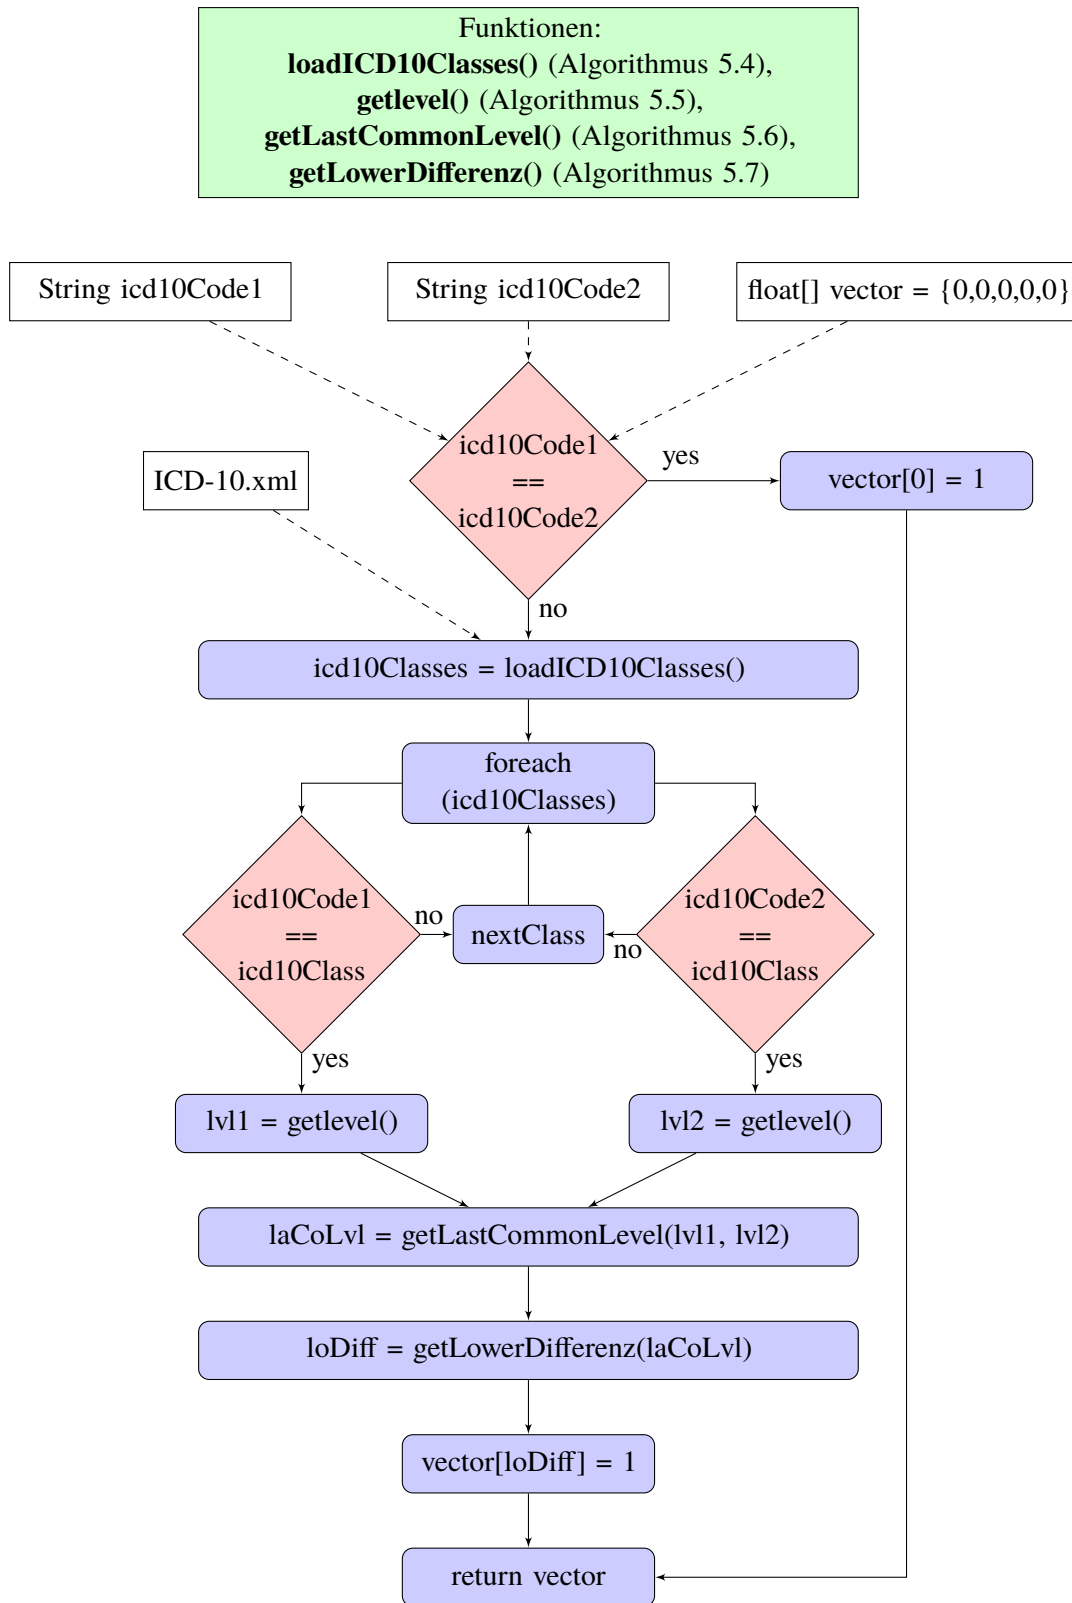 Funktionen:
loadICD10Classes() (Algorithmus 5.4),
getlevel() (Algorithmus 5.5),
getLastCommonLevel() (Algorithmus 5.6),
getLowerDifferenz() (Algorithmus 5.7)
String icd10Code1
String icd10Code2
float[] vector = {0,0,0,0,0}
icd10Code1
==
icd10Code2
yes
vector[0] = 1
ICD-10.xml
no
icd10Classes = loadICD10Classes()
foreach
(icd10Classes)
icd10Code1
==
icd10Class
no
nextClass
no
icd10Code2
==
icd10Class
yes
yes
lvl1 = getlevel()
lvl2 = getlevel()
laCoLvl = getLastCommonLevel(lvl1, lvl2)
loDiff = getLowerDifferenz(laCoLvl)
vector[loDiff] = 1
return vector